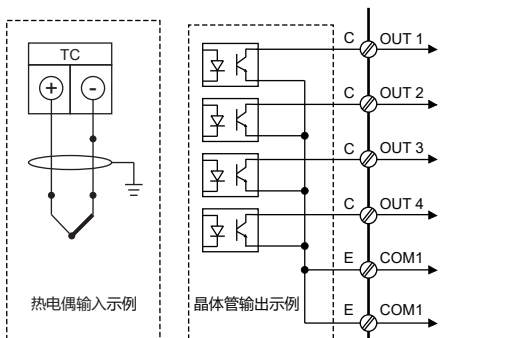 TC
+ -
热电偶输入示例
C OUT 1
C OUT 2
C OUT 3
C OUT 4
E COM1
E COM1
晶体管输出示例